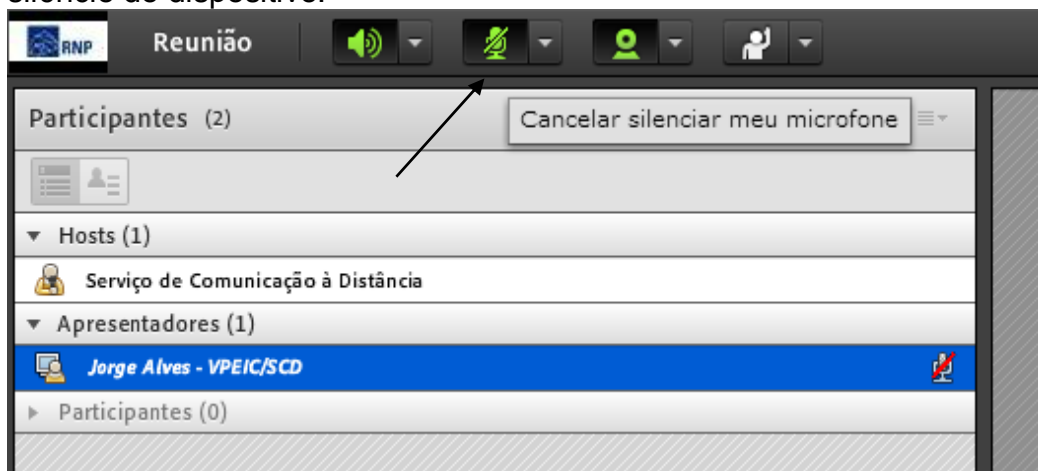 silêncio do dispositivo.
RNP Reunião
Participantes (2)
Cancelar silenciar meu microfone
Hosts (1)
Serviço de Comunicação à Distância
Apresentadores (1)
Jorge Alves - VPEIC/SCD
Participantes (0)